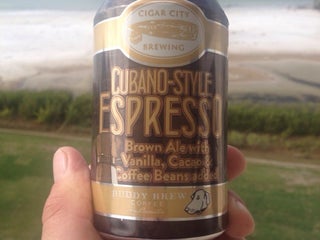 CIGAR CITY
BREWING
CUBANO-STYLE
ESPRESSO
Brown Ale with
Vanilla, Cacao &
Coffee Beans added
BUDDY BREW
COFFEE